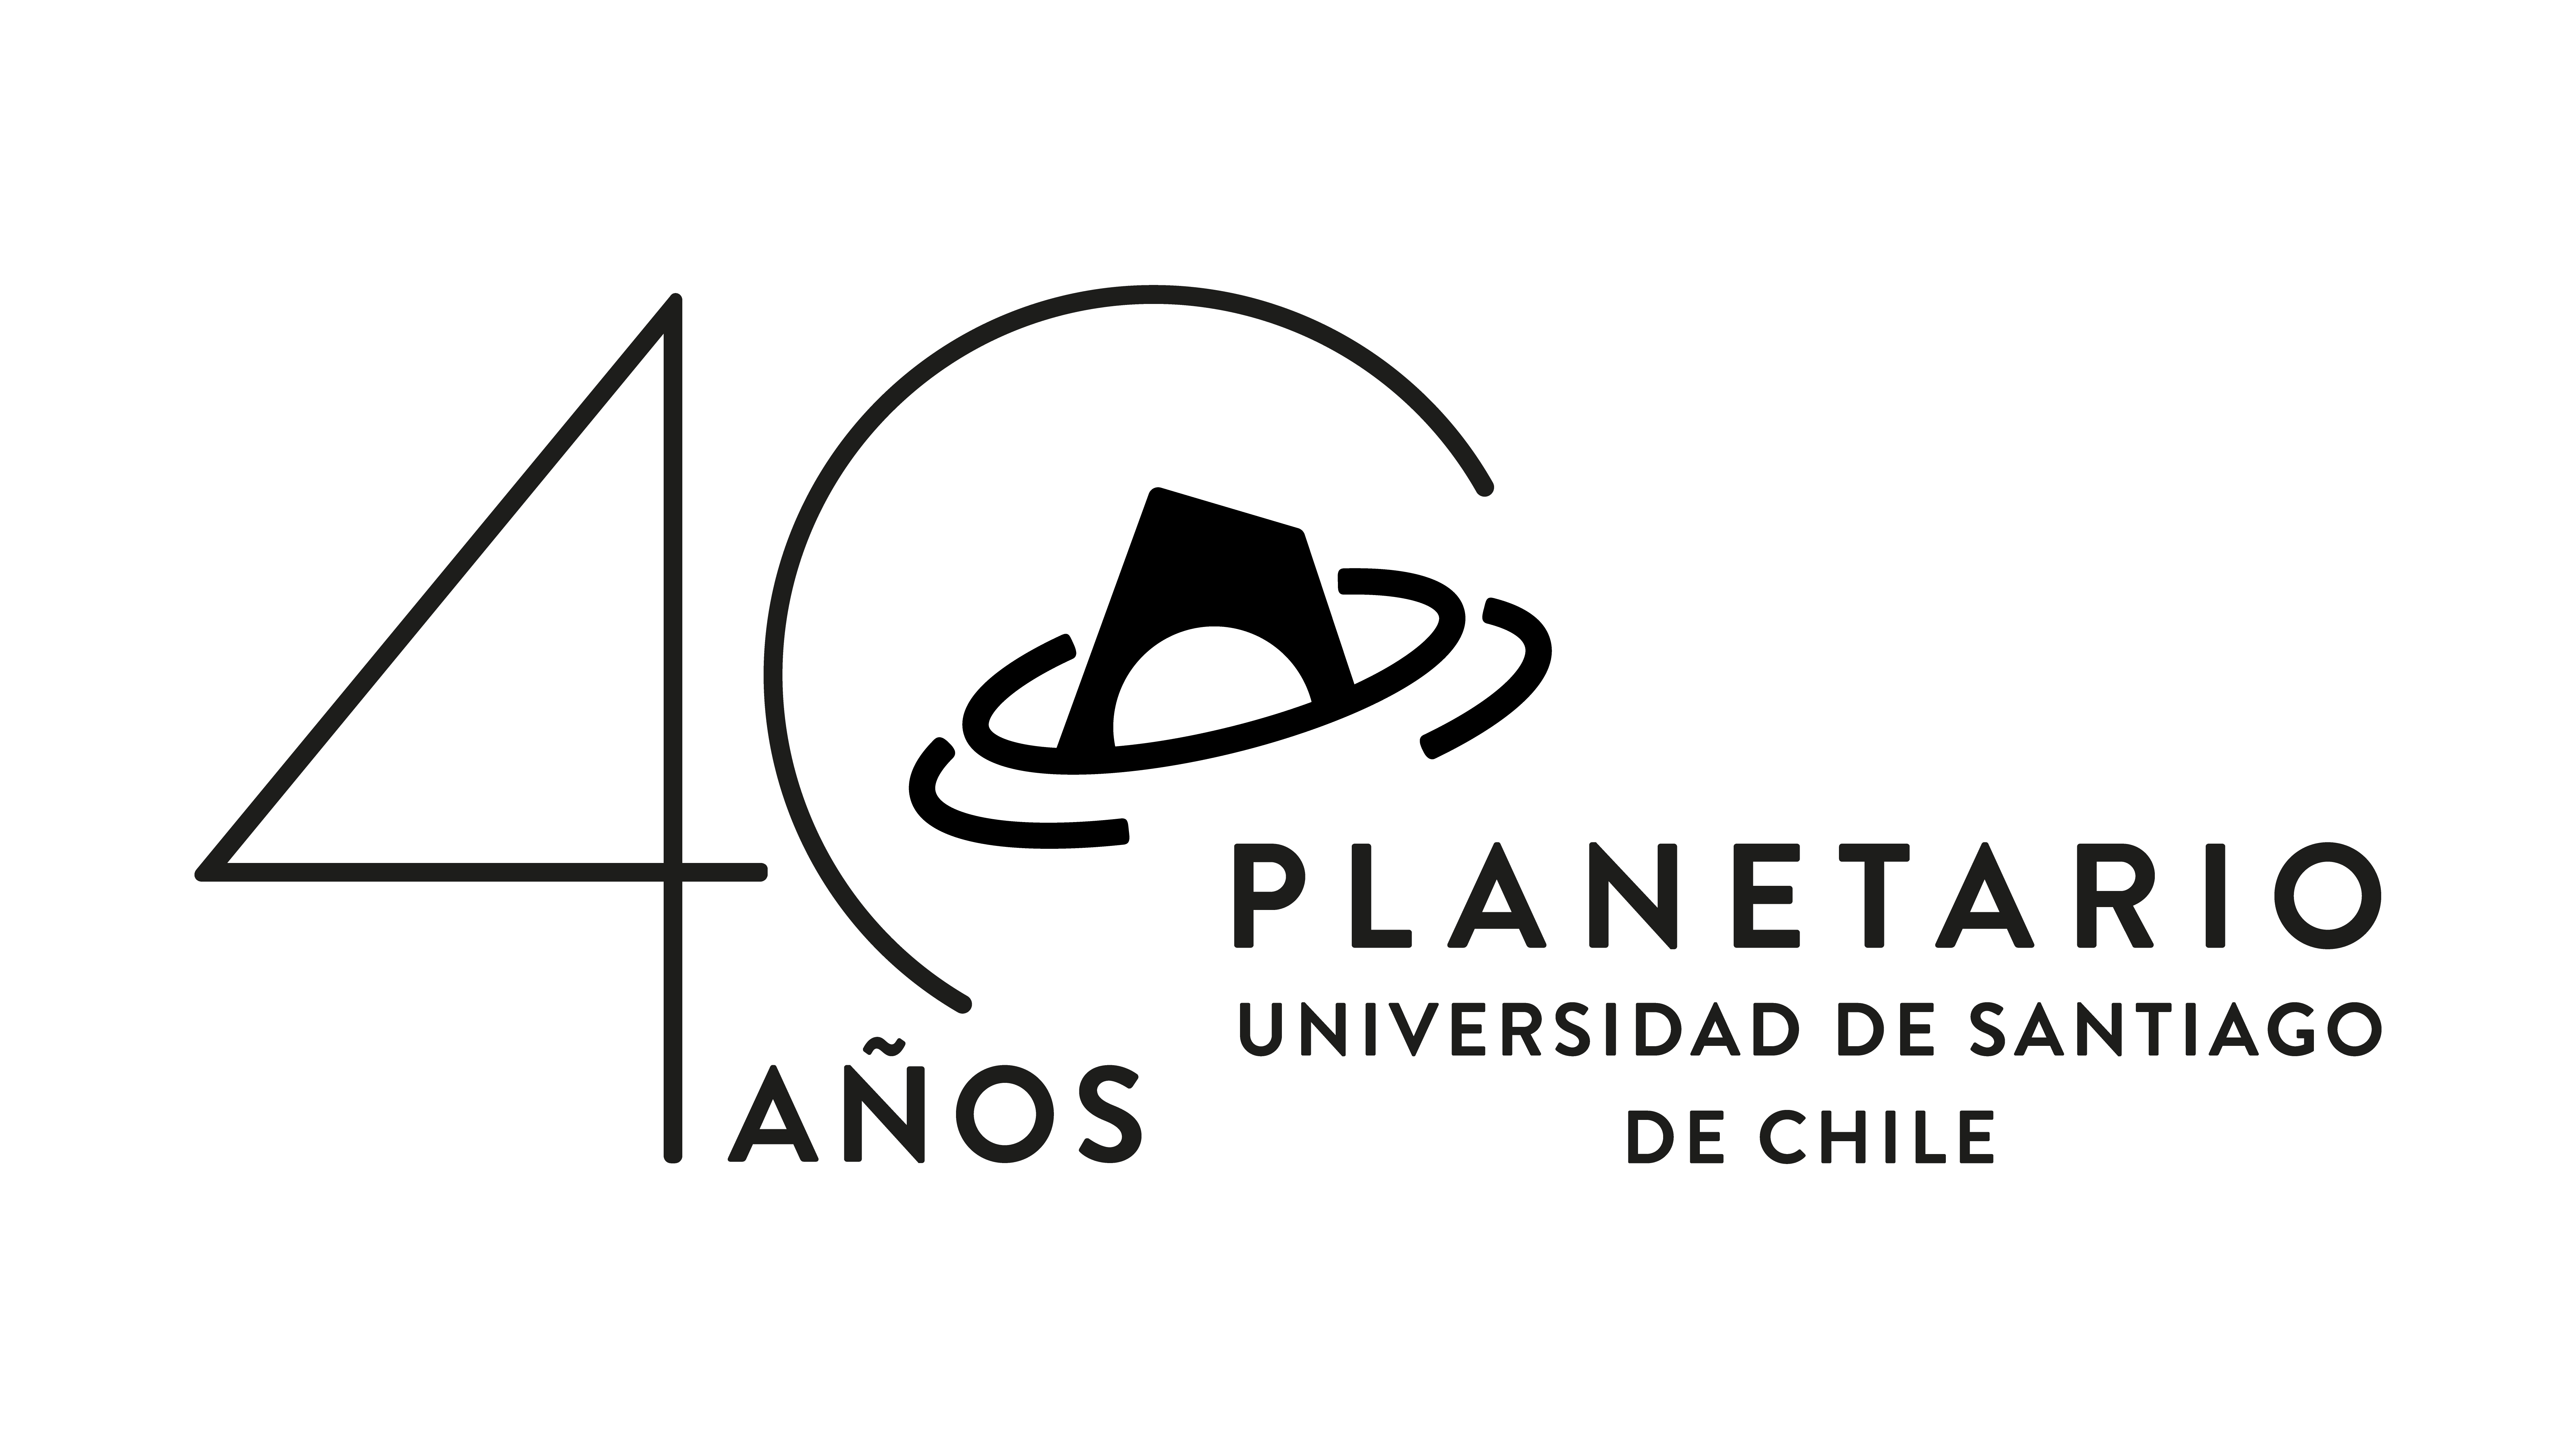 40
AÑOS
PLANETARIO
UNIVERSIDAD DE SANTIAGO
DE CHILE